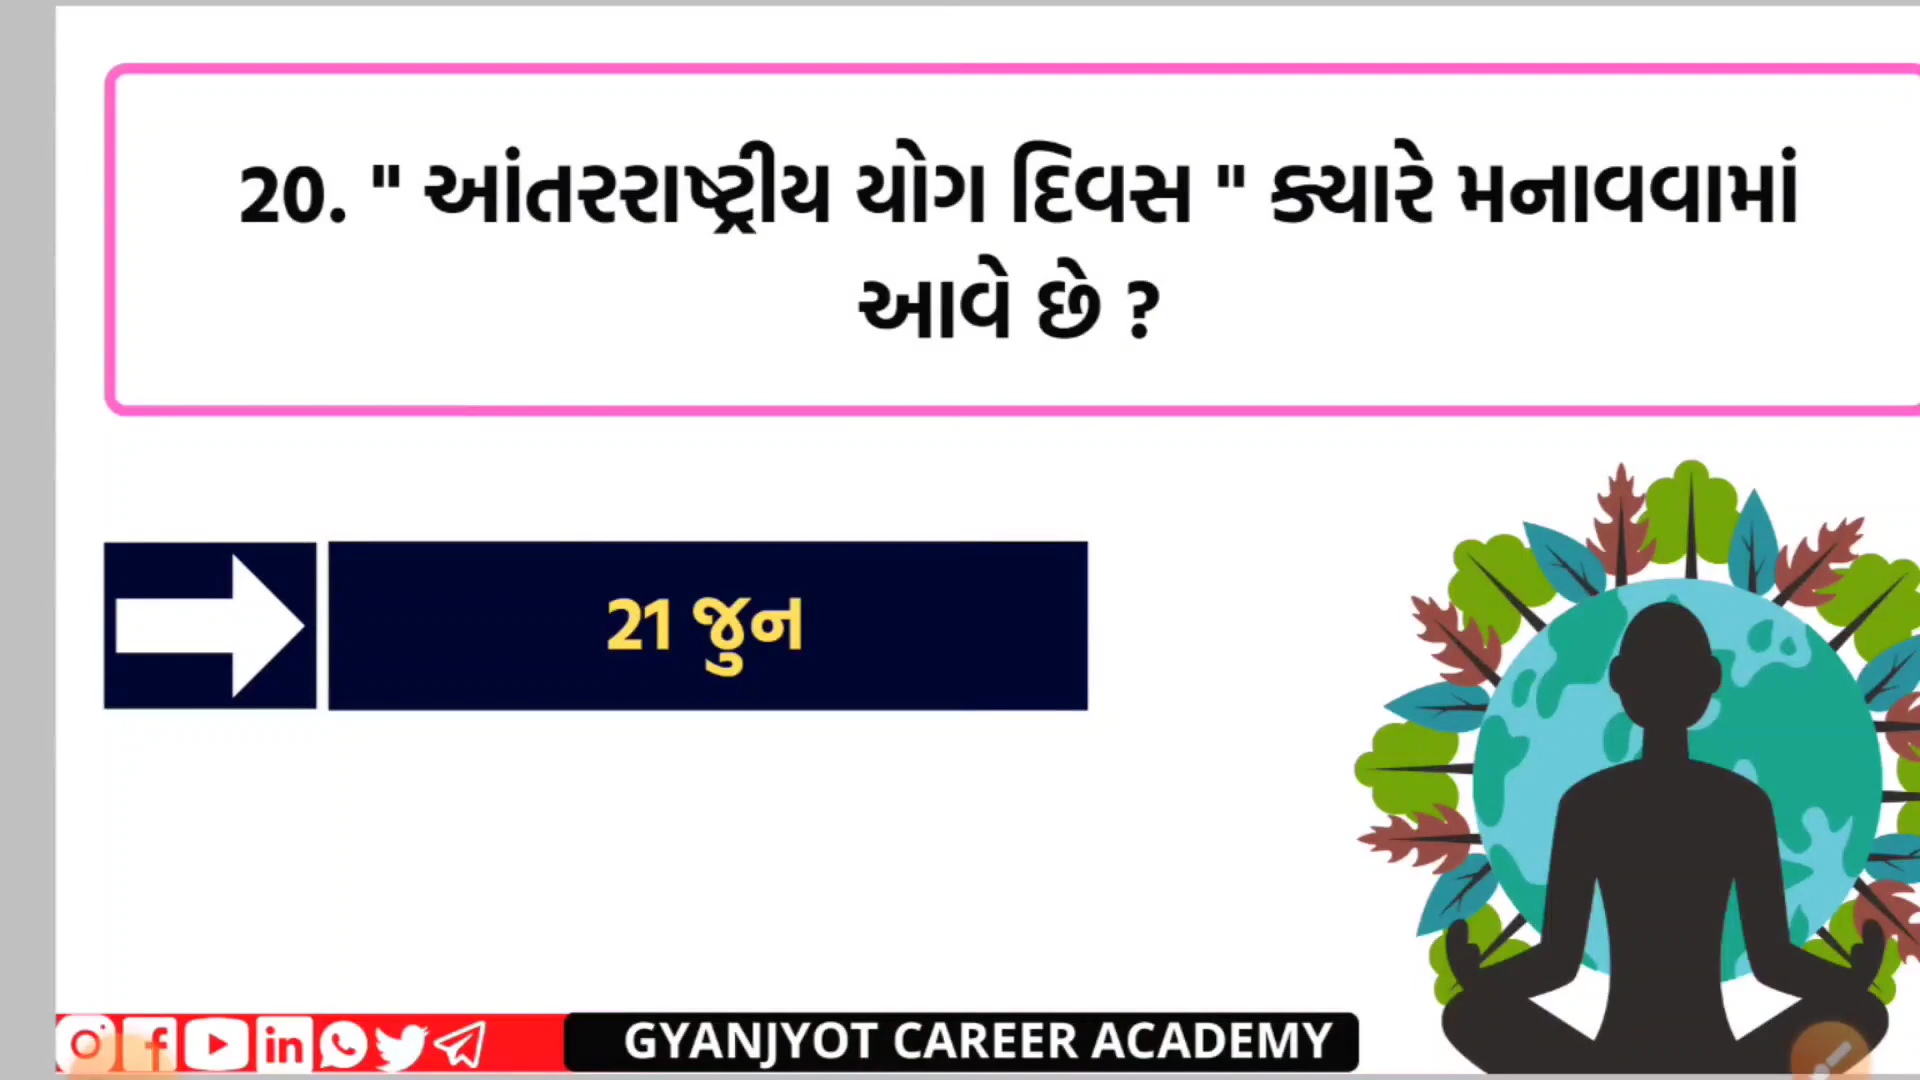 20. " આંતરરાષ્ટ્રીય યોગ દિવસ " ક્યારે મનાવવામાં
આવે છે ?
21 જુન
GYANJYOT CAREER ACADEMY